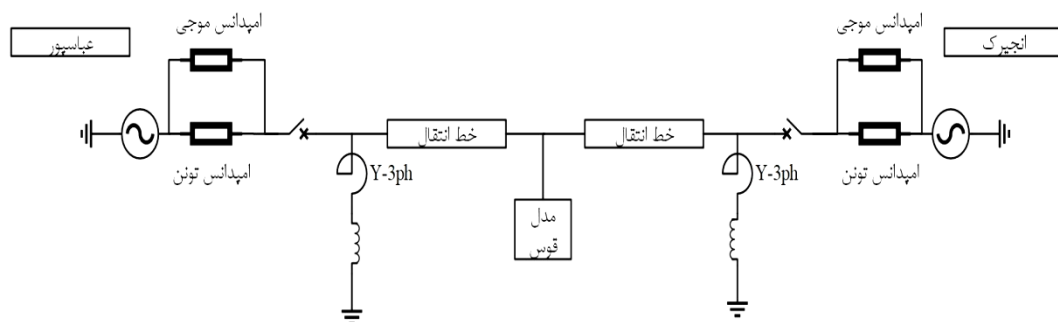 امپدانس موجی
امپدانس موجی
عباسپور
انجیرک
خط انتقال
خط انتقال
امپدانس تونن
امپدانس تونن
Y-3ph
Y-3ph
مدل
قوس